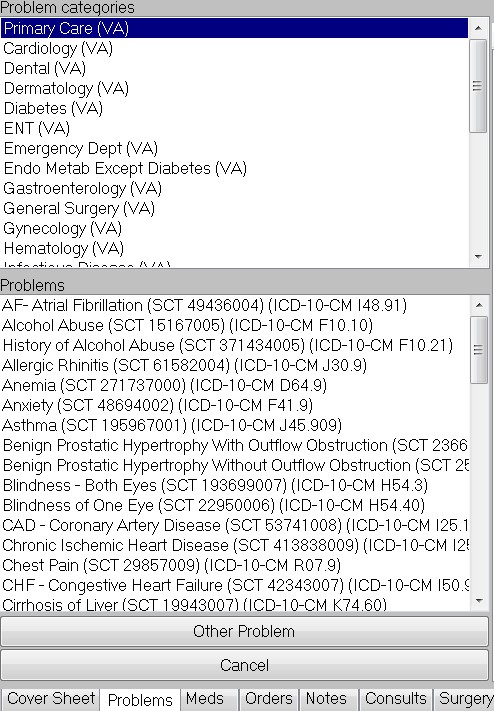 Problem categories
Primary Care (VA)
Cardiology (VA)
Dental (VA)
Dermatology (VA)
Diabetes (VA)
ENT (VA)
Emergency Dept (VA)
Endo Metab Except Diabetes (VA)
Gastroenterology (VA)
General Surgery (VA)
Gynecology (VA)
Hematology (VA)
Infectious Disease (VA)
Problems
AF- Atrial Fibrillation (SCT 49436004) (ICD-10-CM I48.91)
Alcohol Abuse (SCT 15167005) (ICD-10-CM F10.10)
History of Alcohol Abuse (SCT 371434005) (ICD-10-CM F10.21)
Allergic Rhinitis (SCT 61582004) (ICD-10-CM J30.9)
Anemia (SCT 271737000) (ICD-10-CM D64.9)
Anxiety (SCT 48694002) (ICD-10-CM F41.9)
Asthma (SCT 195967001) (ICD-10-CM J45.909)
Benign Prostatic Hypertrophy With Outflow Obstruction (SCT 2366
Benign Prostatic Hypertrophy Without Outflow Obstruction (SCT 25
Blindness - Both Eyes (SCT 193699007) (ICD-10-CM H54.3)
Blindness of One Eye (SCT 22950006) (ICD-10-CM H54.40)
CAD - Coronary Artery Disease (SCT 53741008) (ICD-10-CM I25.1
Chronic Ischemic Heart Disease (SCT 413838009) (ICD-10-CM I25
Chest Pain (SCT 29857009) (ICD-10-CM R07.9)
CHF - Congestive Heart Failure (SCT 42343007) (ICD-10-CM I50.9
Cirrhosis of Liver (SCT 19943007) (ICD-10-CM K74.60)
Other Problem
Cancel
Cover Sheet Problems Meds Orders Notes Consults Surgery